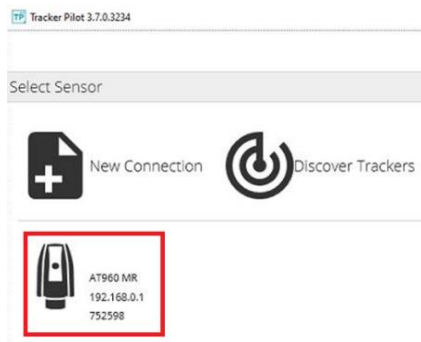 TP Tracker Pilot 3.7.0.3234
Select Sensor
New Connection
Discover Trackers
AT960 MR
192.168.0.1
752598